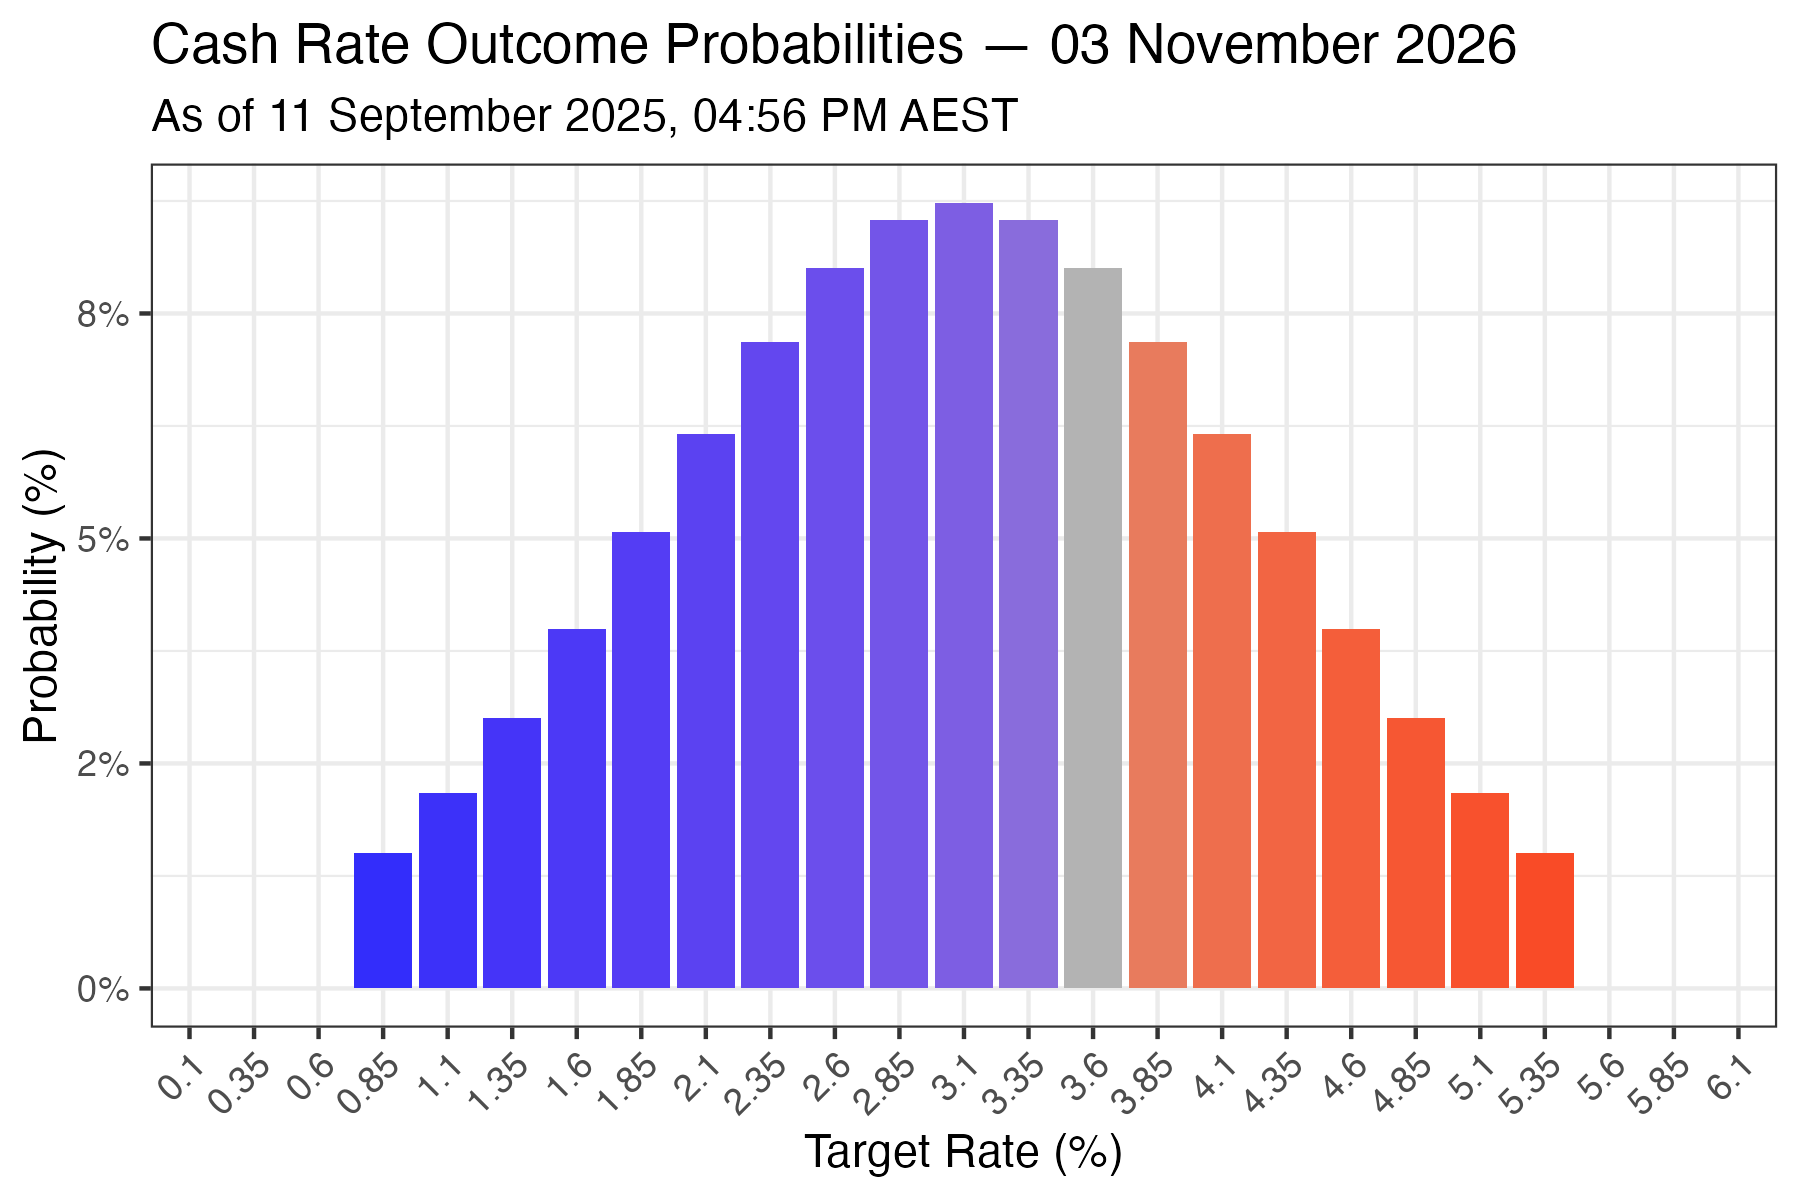 Cash Rate Outcome Probabilities — 03 November 2026
As of 11 September 2025, 04:56 PM AEST
Probability (%)
8%
5%
2%
0%
0.1 0.35 0.6 0.85 1.1 1.35 1.6 1.85 2.1 2.35 2.6 2.85 3.1 3.35 3.6 3.85 4.1 4.35 4.6 4.85 5.1 5.35 5.6 5.85 6.1
Target Rate (%)